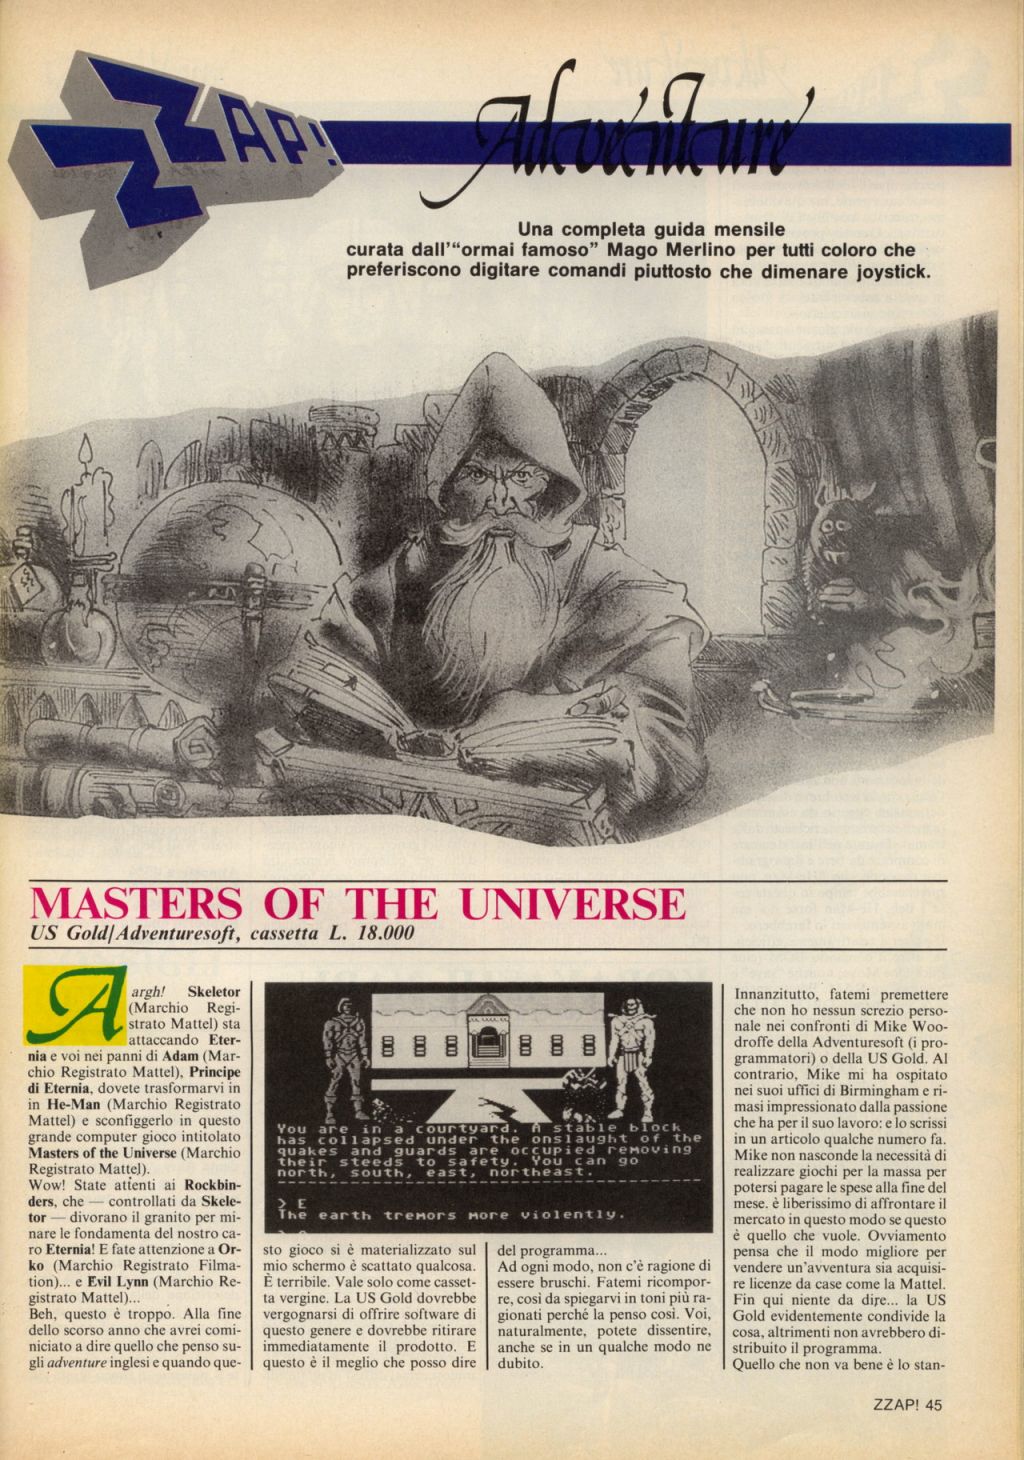 ZZAP!
Adventure
Una completa guida mensile
curata dall'“ormai famoso” Mago Merlino per tutti coloro che
preferiscono digitare comandi piuttosto che dimenare joystick.
MASTERS OF THE UNIVERSE
US Gold/Adventuresoft, cassetta L. 18.000
Aargh! Skeletor
(Marchio Regi-
strato Mattel) sta
attaccando Eter-
nia e voi nei panni di Adam (Mar-
chio Registrato Mattel), Principe
di Eternia, dovete trasformarvi in
in He-Man (Marchio Registrato
Mattel) e sconfiggerlo in questo
grande computer gioco intitolato
Masters of the Universe (Marchio
Registrato Mattel).
Wow! State attenti ai Rockbin-
ders, che — controllati da Skele-
tor — divorano il granito per mi-
nare le fondamenta del nostro ca-
ro Eternia! E fate attenzione a Or-
ko (Marchio Registrato Filma-
tion)... e Evil Lynn (Marchio Re-
gistrato Mattel)...
Beh, questo è troppo. Alla fine
dello scorso anno che avrei comi-
niciato a dire quello che penso su-
gli adventure inglesi e quando que-
You are in a courtyard. A stable block
has collapsed under the onslaught of the
quakes and guards are occupied removing
their steeds to safety. You can go
north, south, east, northeast.
> E
The earth tremors more violently.
sto gioco si è materializzato sul
mio schermo è scattato qualcosa.
È terribile. Vale solo come casset-
ta vergine. La US Gold dovrebbe
vergognarsi di offrire software di
questo genere e dovrebbe ritirare
immediatamente il prodotto. E
questo è il meglio che posso dire
del programma...
Ad ogni modo, non c'è ragione di
essere bruschi. Fatemi ricompor-
re, così da spiegarvi in toni più ra-
gionati perché la penso così. Voi,
naturalmente, potete dissentire,
anche se in un qualche modo ne
dubito.
Innanzitutto, fatemi premettere
che non ho nessun screzio perso-
nale nei confronti di Mike Woo-
droffe della Adventuresoft (i pro-
grammatori) o della US Gold. Al
contrario, Mike mi ha ospitato
nei suoi uffici di Birmingham e ri-
masi impressionato dalla passione
che ha per il suo lavoro: e lo scrissi
in un articolo qualche numero fa.
Mike non nasconde la necessità di
realizzare giochi per la massa per
potersi pagare le spese alla fine del
mese. è liberissimo di affrontare il
mercato in questo modo se questo
è quello che vuole. Ovviamento
pensa che il modo migliore per
vendere un'avventura sia acquisi-
re licenze da case come la Mattel.
Fin qui niente da dire... la US
Gold evidentemente condivide la
cosa, altrimenti non avrebbero di-
stribuito il programma.
Quello che non va bene è lo stan-
ZZAP! 45